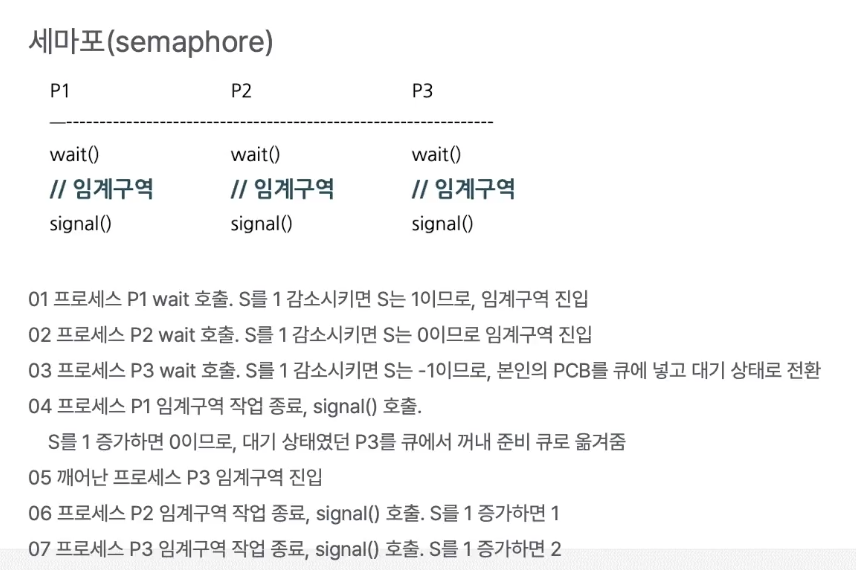 세마포(semaphore)
P1 P2 P3
—----------------------------------------------------------------
wait() wait() wait()
// 임계구역 // 임계구역 // 임계구역
signal() signal() signal()
01 프로세스 P1 wait 호출. S를 1 감소시키면 S는 1이므로, 임계구역 진입
02 프로세스 P2 wait 호출. S를 1 감소시키면 S는 0이므로 임계구역 진입
03 프로세스 P3 wait 호출. S를 1 감소시키면 S는 -1이므로, 본인의 PCB를 큐에 넣고 대기 상태로 전환
04 프로세스 P1 임계구역 작업 종료, signal() 호출.
S를 1 증가하면 0이므로, 대기 상태였던 P3를 큐에서 꺼내 준비 큐로 옮겨줌
05 깨어난 프로세스 P3 임계구역 진입
06 프로세스 P2 임계구역 작업 종료, signal() 호출. S를 1 증가하면 1
07 프로세스 P3 임계구역 작업 종료, signal() 호출. S를 1 증가하면 2